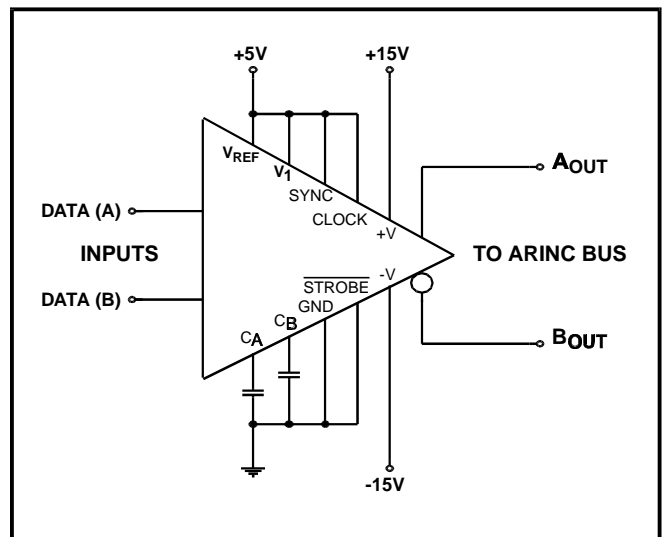 +5V
+15V
VREF
V1
SYNC
CLOCK
+V
AOUT
DATA (A)
INPUTS
TO ARINC BUS
DATA (B)
STROBE
-V
GND
CB
CA
BOUT
-15V